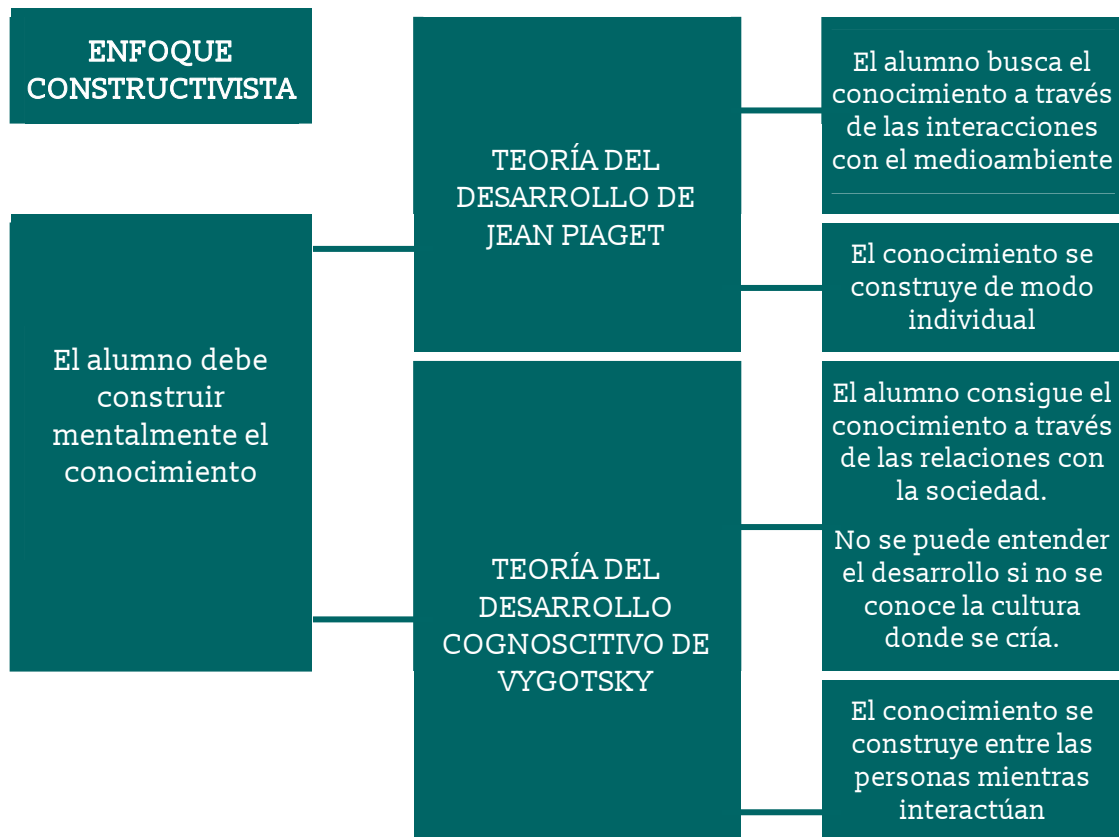 ENFOQUE
CONSTRUCTIVISTA
El alumno debe
construir
mentalmente el
conocimiento
TEORÍA DEL
DESARROLLO DE
JEAN PIAGET
El alumno busca el
conocimiento a través
de las interacciones
con el medioambiente
El conocimiento se
construye de modo
individual
TEORÍA DEL
DESARROLLO
COGNOSCITIVO DE
VYGOTSKY
El alumno consigue el
conocimiento a través
de las relaciones con
la sociedad.
No se puede entender
el desarrollo si no se
conoce la cultura
donde se cría.
El conocimiento se
construye entre las
personas mientras
interactúan